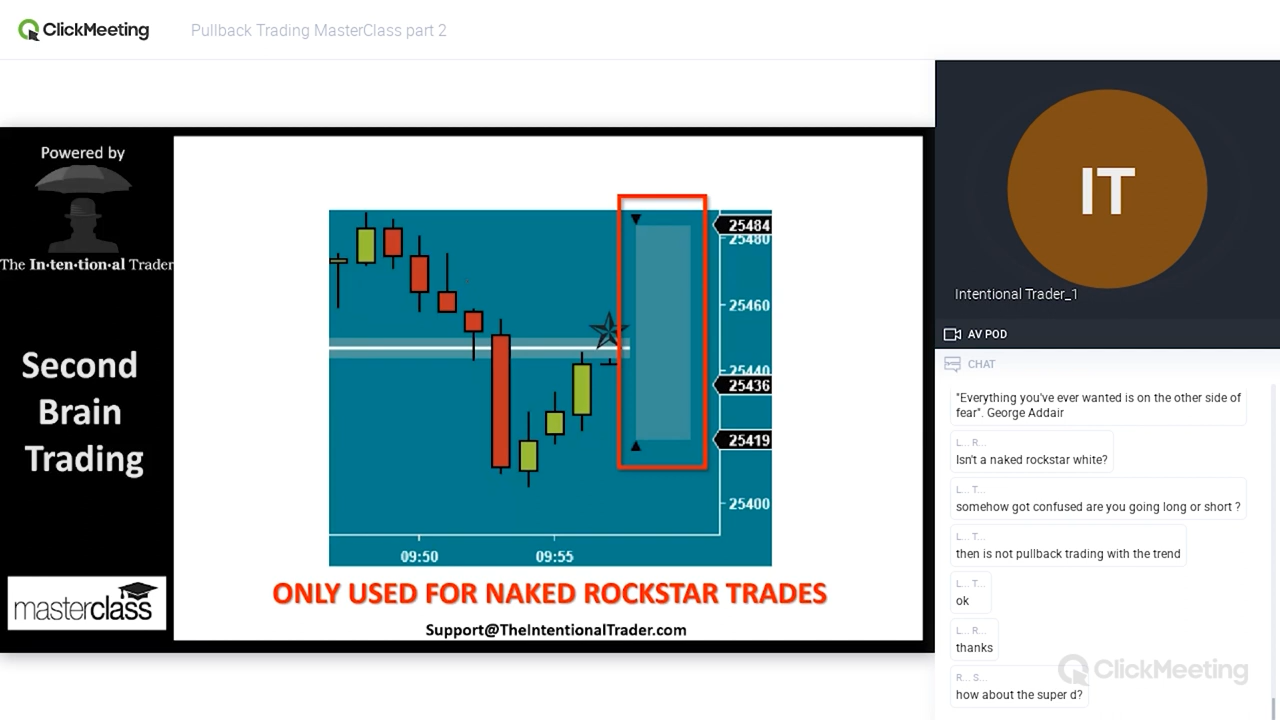 ClickMeeting
Pullback Trading MasterClass part 2
Powered by
The In·ten·tion·al Trader
Second
Brain
Trading
masterclass
25484
25480
25460
25440
25436
25419
25400
09:50
09:55
ONLY USED FOR NAKED ROCKSTAR TRADES
Support@TheIntentionalTrader.com
IT
Intentional Trader_1
AV POD
CHAT
"Everything you've ever wanted is on the other side of
fear". George Addair
L... R...
Isn't a naked rockstar white?
L... T...
somehow got confused are you going long or short ?
L... T...
then is not pullback trading with the trend
L... T...
ok
L... R...
thanks
R... S...
how about the super d?
ClickMeeting